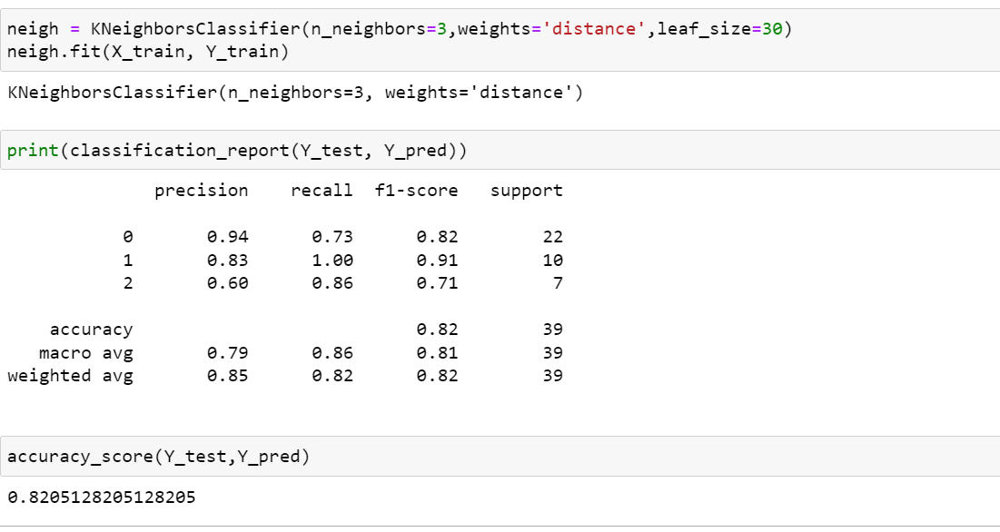 neigh = KNeighborsClassifier(n_neighbors=3,weights='distance',leaf_size=30)
neigh.fit(X_train, Y_train)
KNeighborsClassifier(n_neighbors=3, weights='distance')
print(classification_report(Y_test, Y_pred))
              precision    recall  f1-score   support
           0       0.94      0.73      0.82        22
           1       0.83      1.00      0.91        10
           2       0.60      0.86      0.71         7
    accuracy                           0.82        39
   macro avg       0.79      0.86      0.81        39
weighted avg       0.85      0.82      0.82        39
accuracy_score(Y_test,Y_pred)
0.8205128205128205